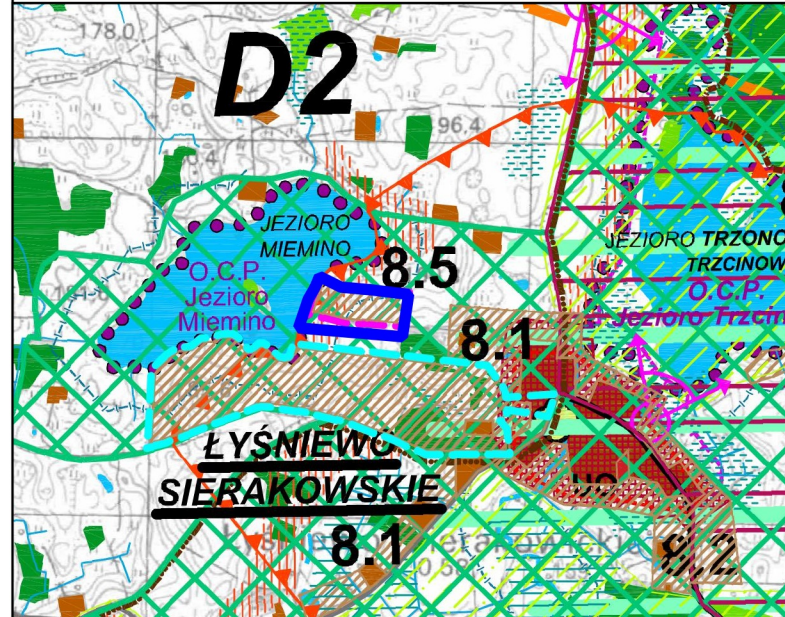 178.0
D2
96.4
JEZIORO
MIEMINO
JEZIORO TRZONO
TRZCINOW
O.C.P.
Jezioro
Miemino
8.5
O.C.P.
Jezioro Trzcin
8.1
ŁYŚNIEWO
SIERAKOWSKIE
8.1
8.2